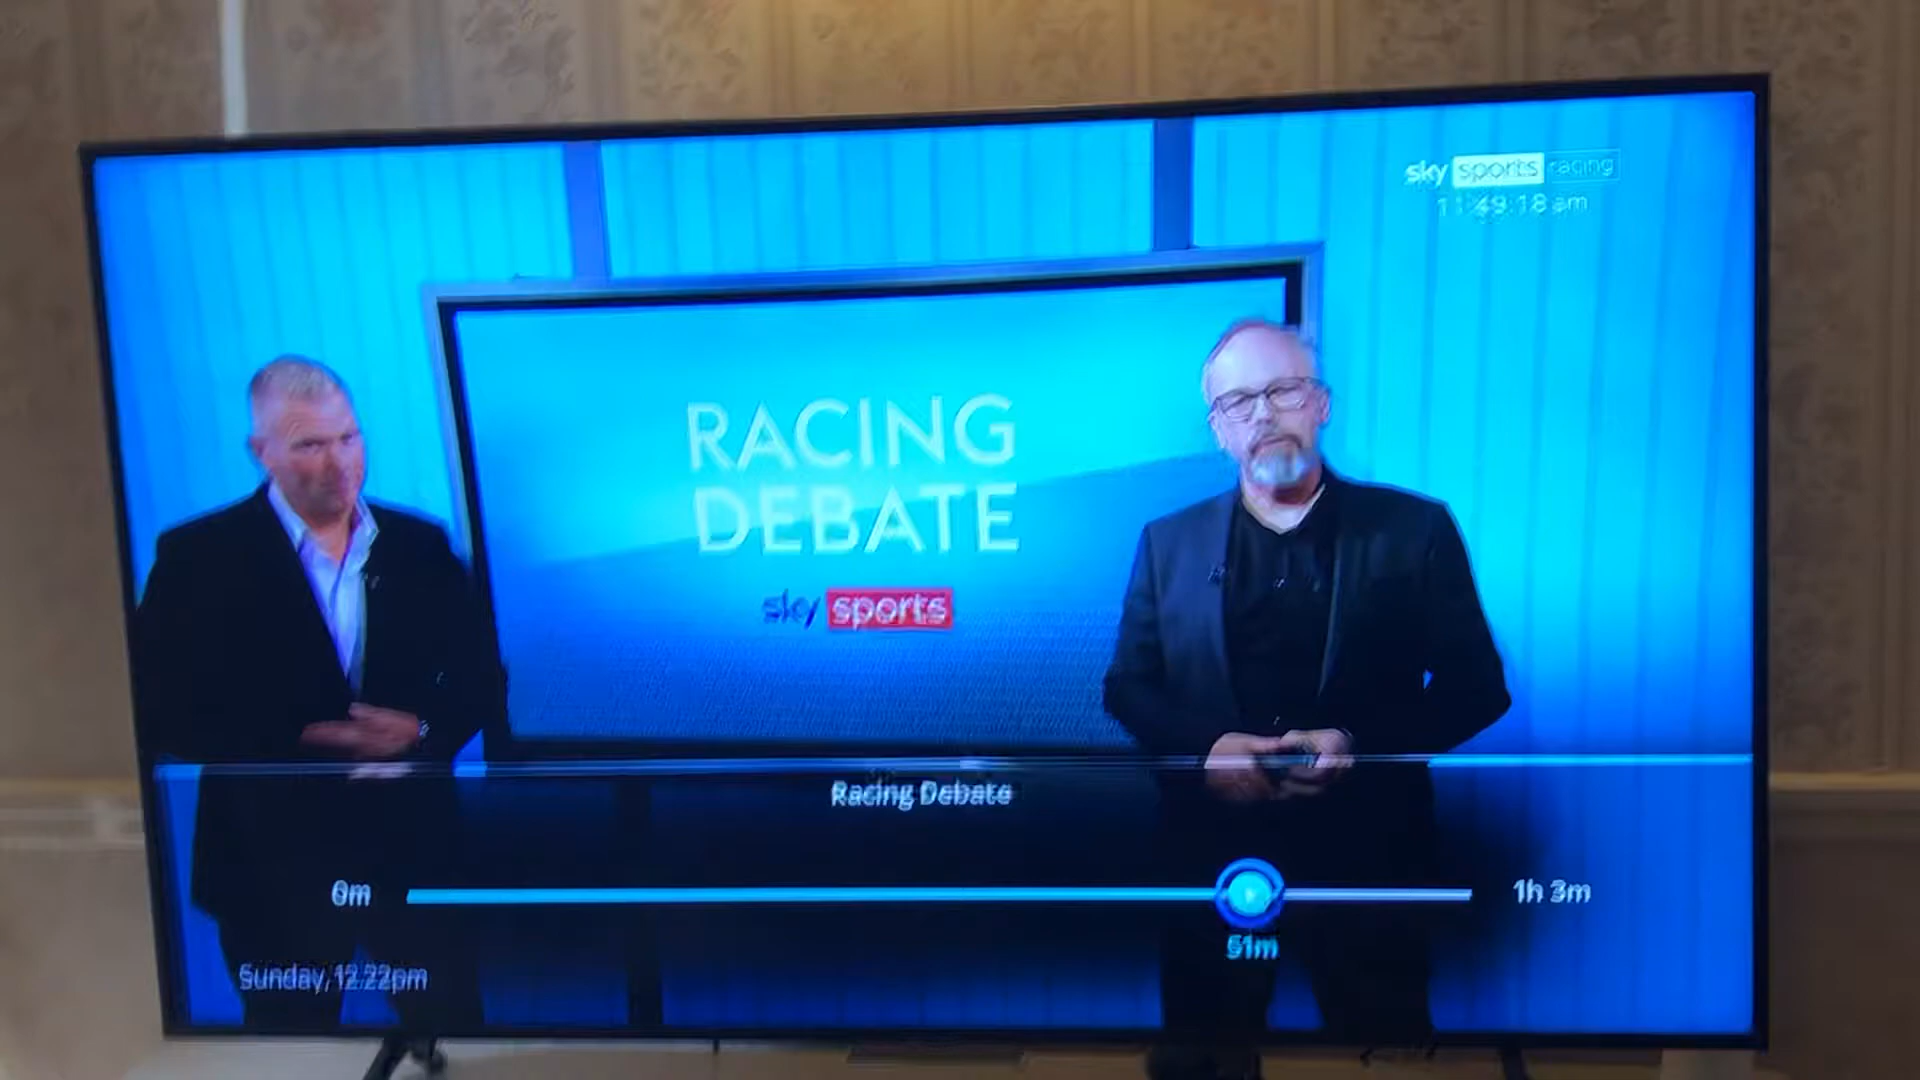 sky sports racing
11:49:18 am
RACING
DEBATE
sky sports
Racing Debate
0m
1h 3m
51m
Sunday, 12.22pm